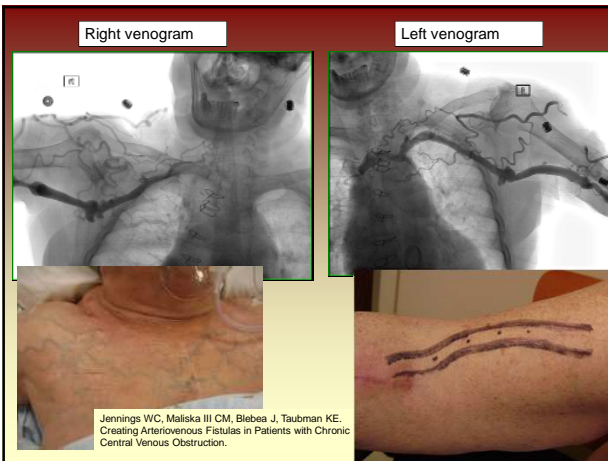 Right venogram
Left venogram
Jennings WC, Maliska III CM, Blebea J, Taubman KE.
Creating Arteriovenous Fistulas in Patients with Chronic
Central Venous Obstruction.